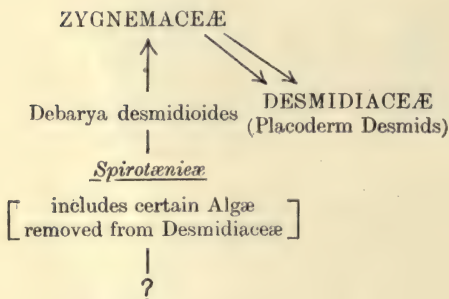 ZYGNEMACEÆ
DESMIDIACEÆ
Debarya desmidioides
(Placoderm Desmids)
Spirotænieæ
includes certain Algæ
removed from Desmidiaceæ
?